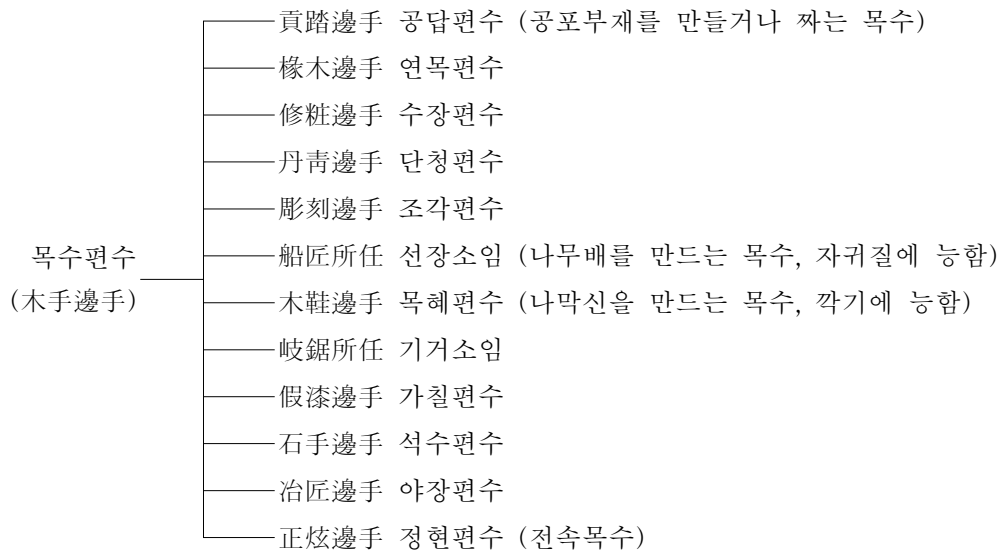 貢踏邊手 공답편수 (공포부재를 만들거나 짜는 목수)
椽木邊手 연목편수
修粧邊手 수장편수
丹靑邊手 단청편수
彫刻邊手 조각편수
목수편수
(木手邊手)
船匠所任 선장소임 (나무배를 만드는 목수, 자귀질에 능함)
木鞋邊手 목혜편수 (나막신을 만드는 목수, 깍기에 능함)
岐鋸所任 기거소임
假漆邊手 가칠편수
石手邊手 석수편수
冶匠邊手 야장편수
正炫邊手 정현편수 (전속목수)